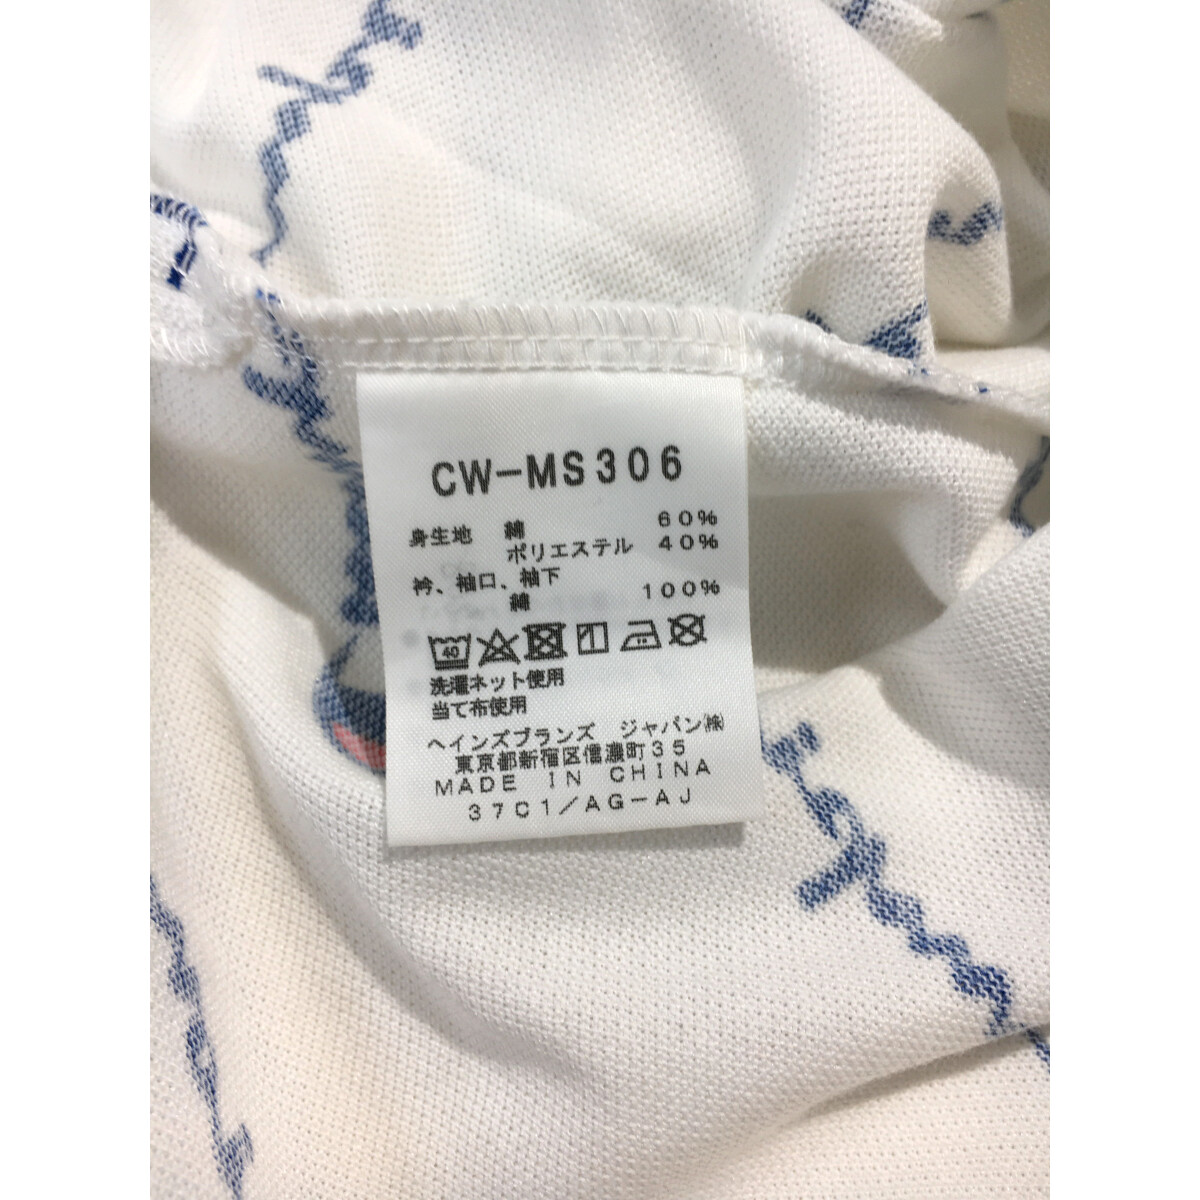 CW-MS306
身生地 綿 60%
ポリエステル 40%
衿、袖口、袖下
綿 100%
40
洗濯ネット使用
当て布使用
ヘインズブランズ ジャパン㈱
東京都新宿区信濃町35
MADE IN CHINA
37C1/AG-AJ